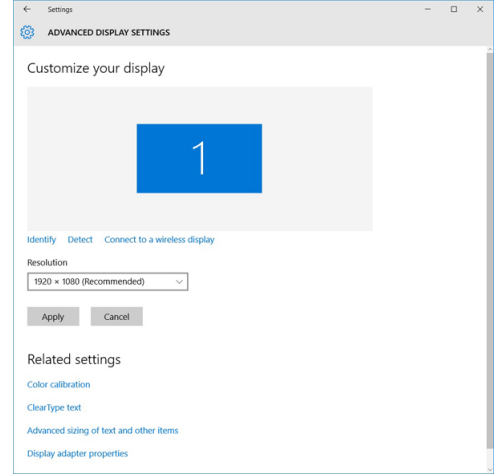 Settings
ADVANCED DISPLAY SETTINGS
Customize your display
1
Identify Detect Connect to a wireless display
Resolution
1920 × 1080 (Recommended)
Apply Cancel
Related settings
Color calibration
ClearType text
Advanced sizing of text and other items
Display adapter properties